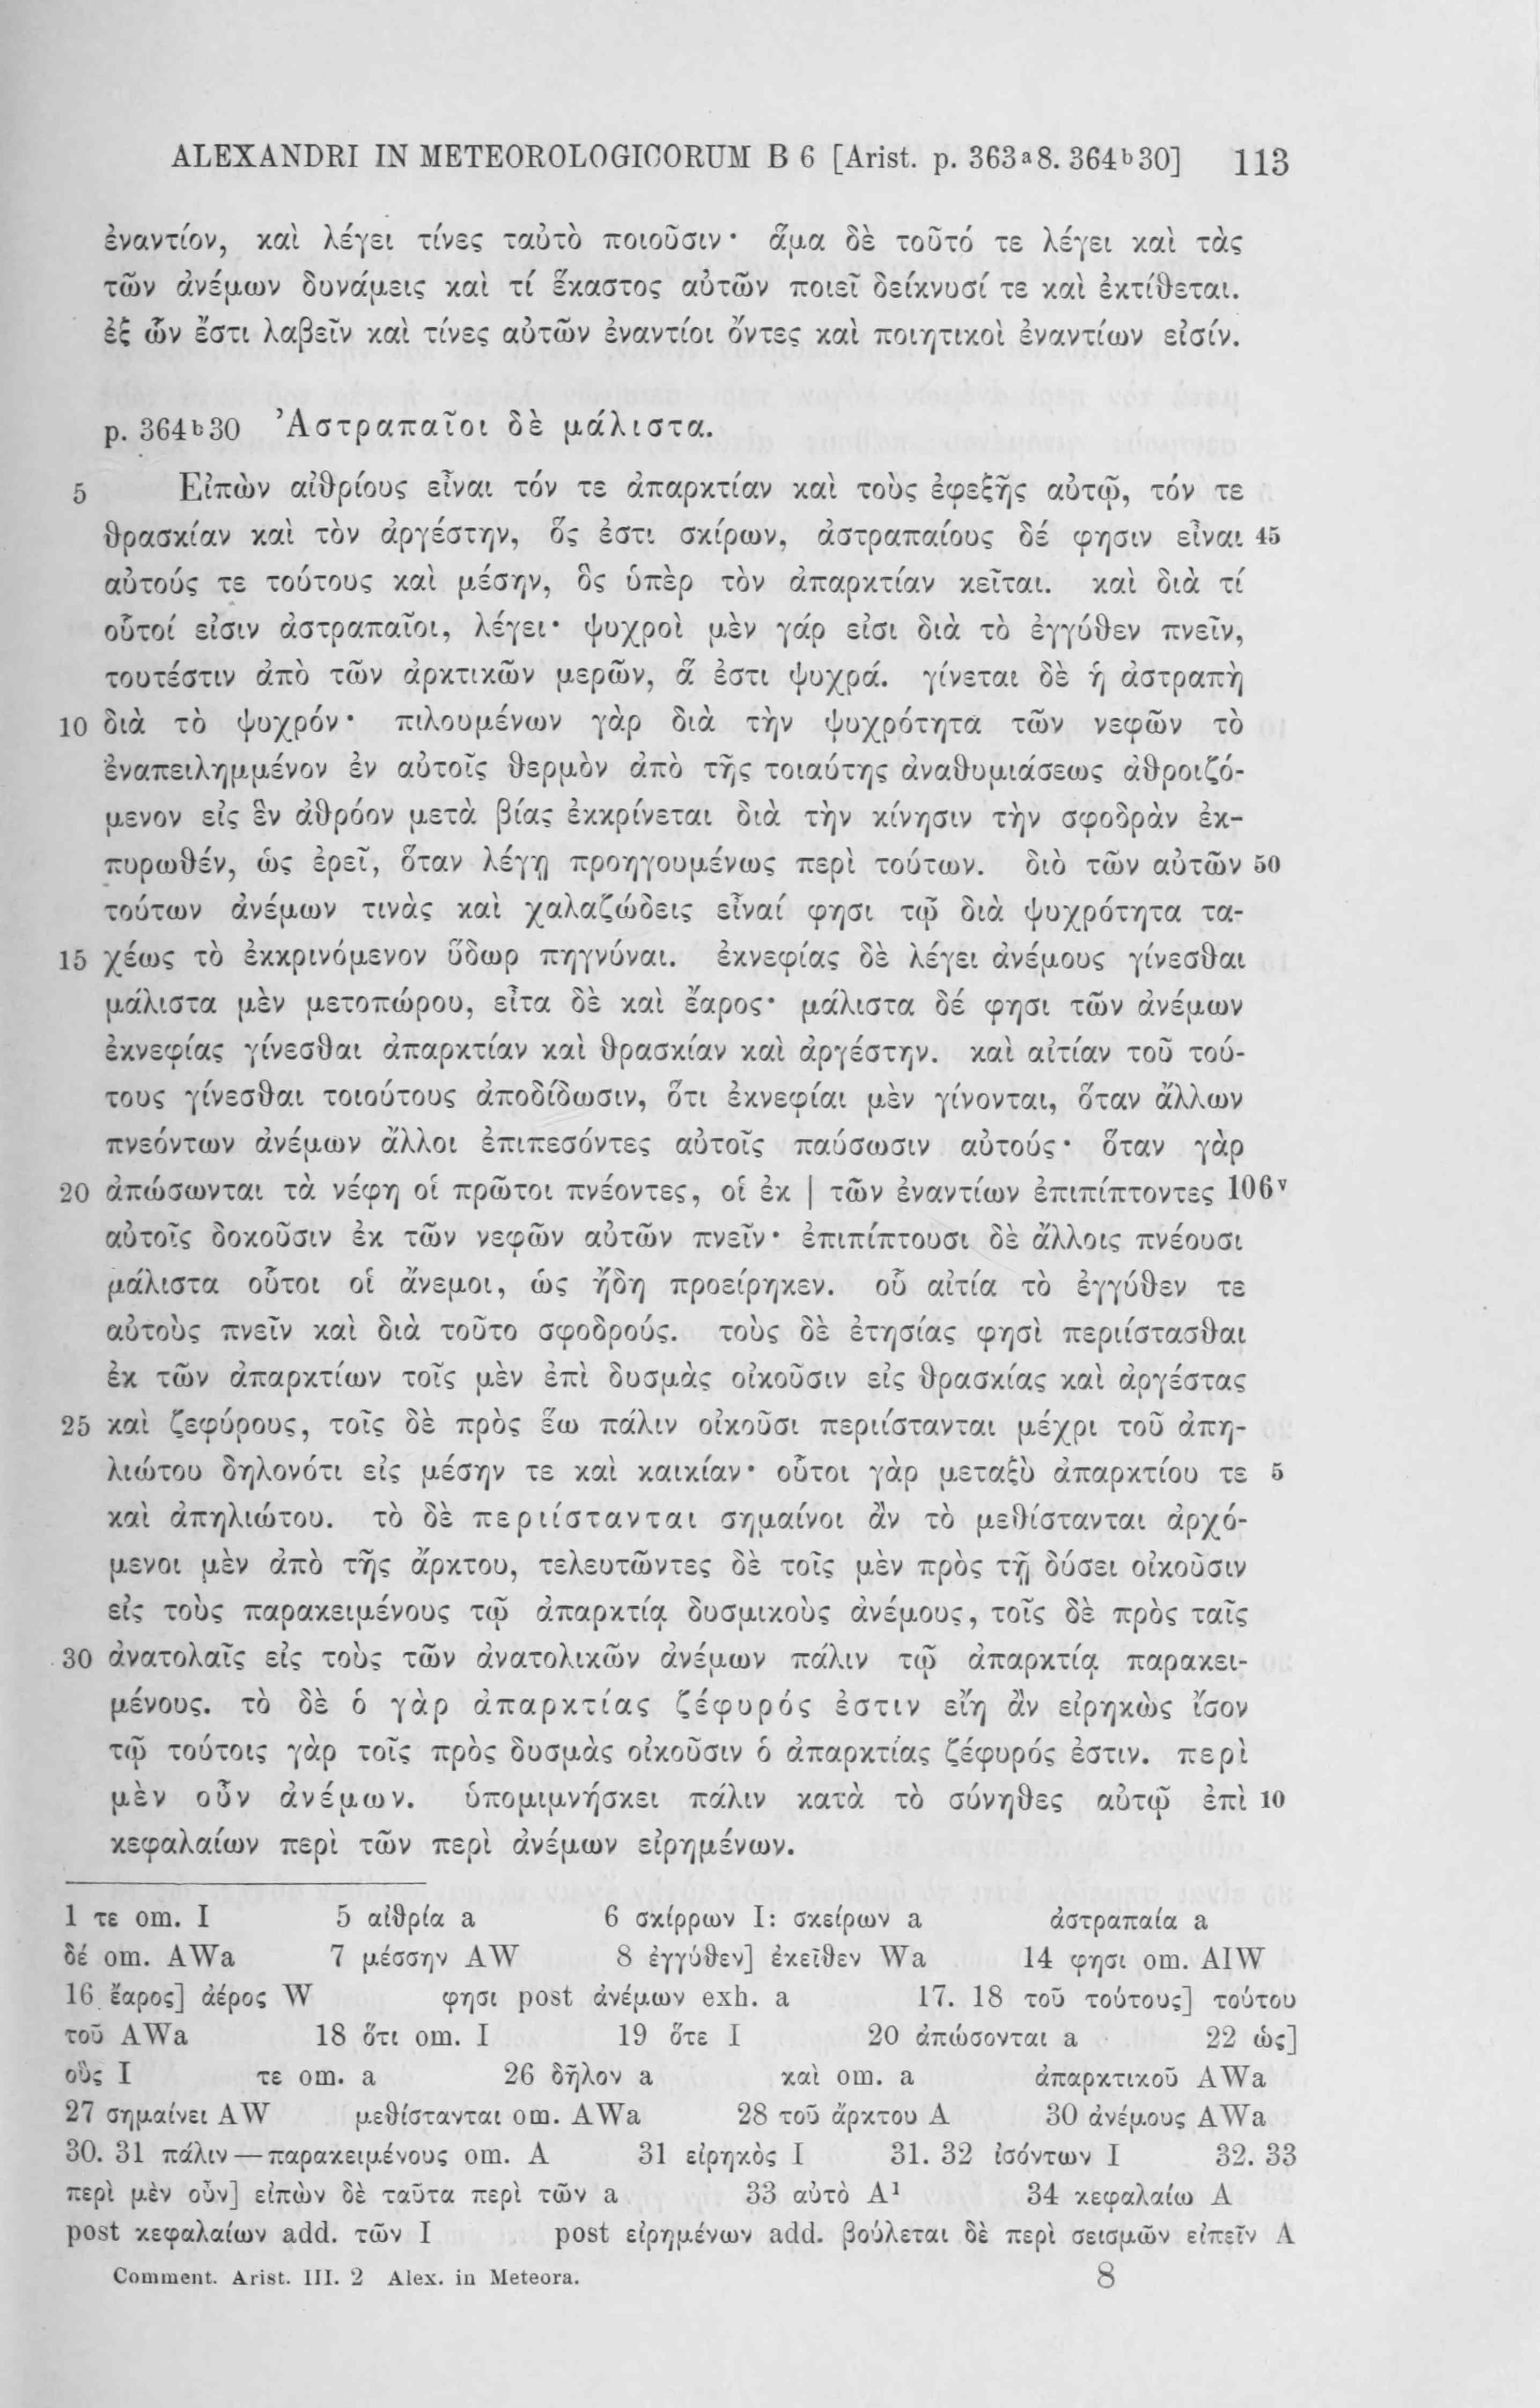 ALEXANDRI IN METEOROLOGICORUM B 6 [Arist. p. 363ᵃ8. 364ᵇ30] 113
ἐναντίον, καὶ λέγει τίνες ταὐτὸ ποιοῦσιν· ἅμα δὲ τοῦτό τε λέγει καὶ τὰς
τῶν ἀνέμων δυνάμεις καὶ τί ἕκαστος αὐτῶν ποιεῖ δείκνυσί τε καὶ ἐκτίθεται.
ἐξ ὧν ἔστι λαβεῖν καὶ τίνες αὐτῶν ἐναντίοι ὄντες καὶ ποιητικοὶ ἐναντίων εἰσίν.
p. 364ᵇ30 Ἀστραπαῖοι δὲ μάλιστα.
5 Εἰπὼν αἰθρίους εἶναι τόν τε ἀπαρκτίαν καὶ τοὺς ἐφεξῆς αὐτῷ, τόν τε
θρασκίαν καὶ τὸν ἀργέστην, ὅς ἐστι σκίρων, ἀστραπαίους δέ φησιν εἶναι 45
αὐτούς τε τούτους καὶ μέσην, ὃς ὑπὲρ τὸν ἀπαρκτίαν κεῖται. καὶ διὰ τί
οὗτοί εἰσιν ἀστραπαῖοι, λέγει· ψυχροὶ μὲν γάρ εἰσι διὰ τὸ ἐγγύθεν πνεῖν,
τουτέστιν ἀπὸ τῶν ἀρκτικῶν μερῶν, ἅ ἐστι ψυχρά. γίνεται δὲ ἡ ἀστραπὴ
10 διὰ τὸ ψυχρόν· πιλουμένων γὰρ διὰ τὴν ψυχρότητα τῶν νεφῶν τὸ
ἐναπειλημμένον ἐν αὐτοῖς θερμὸν ἀπὸ τῆς τοιαύτης ἀναθυμιάσεως ἀθροιζό-
μενον εἰς ἓν ἀθρόον μετὰ βίας ἐκκρίνεται διὰ τὴν κίνησιν τὴν σφοδρὰν ἐκ-
πυρωθέν, ὡς ἐρεῖ, ὅταν λέγῃ προηγουμένως περὶ τούτων. διὸ τῶν αὐτῶν 50
τούτων ἀνέμων τινὰς καὶ χαλαζώδεις εἶναί φησι τῷ διὰ ψυχρότητα τα-
15 χέως τὸ ἐκκρινόμενον ὕδωρ πηγνύναι. ἐκνεφίας δὲ λέγει ἀνέμους γίνεσθαι
μάλιστα μὲν μετοπώρου, εἶτα δὲ καὶ ἔαρος· μάλιστα δέ φησι τῶν ἀνέμων
ἐκνεφίας γίνεσθαι ἀπαρκτίαν καὶ θρασκίαν καὶ ἀργέστην. καὶ αἰτίαν τοῦ τού-
τους γίνεσθαι τοιούτους ἀποδίδωσιν, ὅτι ἐκνεφίαι μὲν γίνονται, ὅταν ἄλλων
πνεόντων ἀνέμων ἄλλοι ἐπιπεσόντες αὐτοῖς παύσωσιν αὐτούς· ὅταν γὰρ
20 ἀπώσωνται τὰ νέφη οἱ πρῶτοι πνέοντες, οἱ ἐκ | τῶν ἐναντίων ἐπιπίπτοντες 106ᵛ
αὐτοῖς δοκοῦσιν ἐκ τῶν νεφῶν αὐτῶν πνεῖν· ἐπιπίπτουσι δὲ ἄλλοις πνέουσι
μάλιστα οὗτοι οἱ ἄνεμοι, ὡς ἤδη προείρηκεν. οὗ αἰτία τὸ ἐγγύθεν τε
αὐτοὺς πνεῖν καὶ διὰ τοῦτο σφοδρούς. τοὺς δὲ ἐτησίας φησὶ περιίστασθαι
ἐκ τῶν ἀπαρκτίων τοῖς μὲν ἐπὶ δυσμὰς οἰκοῦσιν εἰς θρασκίας καὶ ἀργέστας
25 καὶ ζεφύρους, τοῖς δὲ πρὸς ἕω πάλιν οἰκοῦσι περιίστανται μέχρι τοῦ ἀπη-
λιώτου δηλονότι εἰς μέσην τε καὶ καικίαν· οὗτοι γὰρ μεταξὺ ἀπαρκτίου τε 5
καὶ ἀπηλιώτου. τὸ δὲ περιίστανται σημαίνοι ἂν τὸ μεθίστανται ἀρχό-
μενοι μὲν ἀπὸ τῆς ἄρκτου, τελευτῶντες δὲ τοῖς μὲν πρὸς τῇ δύσει οἰκοῦσιν
εἰς τοὺς παρακειμένους τῷ ἀπαρκτίᾳ δυσμικοὺς ἀνέμους, τοῖς δὲ πρὸς ταῖς
30 ἀνατολαῖς εἰς τοὺς τῶν ἀνατολικῶν ἀνέμων πάλιν τῷ ἀπαρκτίᾳ παρακει-
μένους. τὸ δὲ ὁ γὰρ ἀπαρκτίας ζέφυρός ἐστιν εἴη ἂν εἰρηκὼς ἴσον
τῷ τούτοις γὰρ τοῖς πρὸς δυσμὰς οἰκοῦσιν ὁ ἀπαρκτίας ζέφυρός ἐστιν. περὶ
μὲν οὖν ἀνέμων. ὑπομιμνήσκει πάλιν κατὰ τὸ σύνηθες αὐτῷ ἐπὶ 10
κεφαλαίων περὶ τῶν περὶ ἀνέμων εἰρημένων.
1 τε om. I 5 αἰθρία a 6 σκίρρων I: σκείρων a ἀστραπαία a
δέ om. AWa 7 μέσσην AW 8 ἐγγύθεν] ἐκεῖθεν Wa 14 φησι om. AIW
16 ἔαρος] ἀέρος W φησι post ἀνέμων exh. a 17. 18 τοῦ τούτους] τούτου
τοῦ AWa 18 ὅτι om. I 19 ὅτε I 20 ἀπώσονται a 22 ὡς]
οὓς I τε om. a 26 δῆλον a καὶ om. a ἀπαρκτικοῦ AWa
27 σημαίνει AW μεθίστανται om. AWa 28 τοῦ ἄρκτου A 30 ἀνέμους AWa
30. 31 πάλιν — παρακειμένους om. A 31 εἰρηκὸς I 31. 32 ἰσόντων I 32. 33
περὶ μὲν οὖν] εἰπὼν δὲ ταῦτα περὶ τῶν a 33 αὐτὸ A¹ 34 κεφαλαίω A
post κεφαλαίων add. τῶν I post εἰρημένων add. βούλεται δὲ περὶ σεισμῶν εἰπεῖν A
Comment. Arist. III. 2 Alex. in Meteora. 8